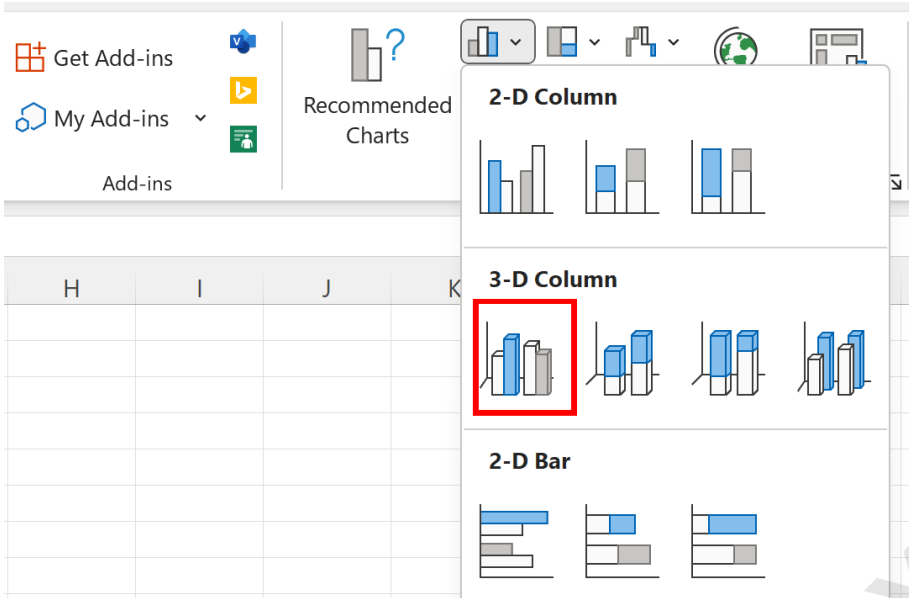 Get Add-ins
My Add-ins
Add-ins
Recommended
Charts
2-D Column
3-D Column
2-D Bar
H I J K